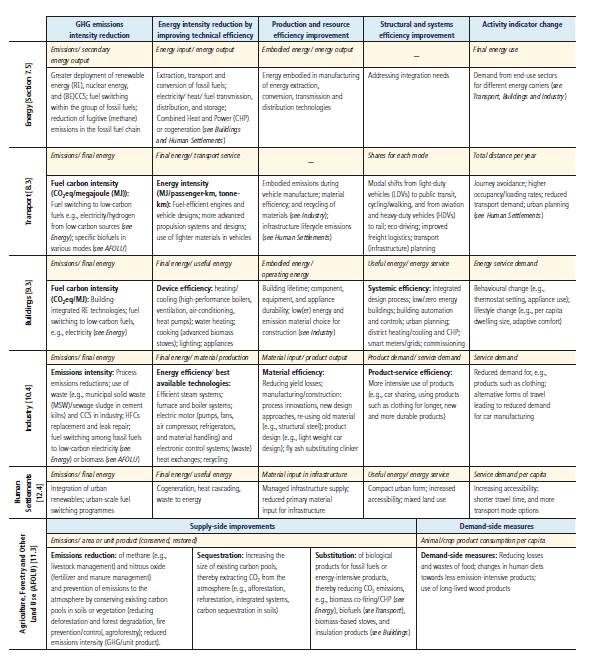 GHG emissions
intensity reduction
Energy intensity reduction by
improving technical efficiency
Production and resource
efficiency improvement
Structural and systems
efficiency improvement
Activity indicator change
Energy [Section 7.5]
Emissions/ secondary
energy output
Energy input/ energy output
Embodied energy/ energy output
—
Final energy use
Greater deployment of renewable
energy (RE), nuclear energy,
and (BE)CCS; fuel switching
within the group of fossil fuels;
reduction of fugitive (methane)
emissions in the fossil fuel chain
Extraction, transport and
conversion of fossil fuels;
electricity/ heat/ fuel transmission,
distribution, and storage;
Combined Heat and Power (CHP)
or cogeneration (see Buildings
and Human Settlements)
Energy embodied in manufacturing
of energy extraction,
conversion, transmission and
distribution technologies
Addressing integration needs
Demand from end-use sectors
for different energy carriers (see
Transport, Buildings and Industry)
Transport [8.3]
Emissions/ final energy
Final energy/ transport service
—
Shares for each mode
Total distance per year
Fuel carbon intensity
(CO2eq/megajoule (MJ)):
Fuel switching to low-carbon
fuels e.g., electricity/hydrogen
from low-carbon sources (see
Energy); specific biofuels in
various modes (see AFOLU)
Energy intensity
(MJ/passenger-km, tonne-
km): Fuel-efficient engines and
vehicle designs; more advanced
propulsion systems and designs;
use of lighter materials in vehicles
Embodied emissions during
vehicle manufacture; material
efficiency; and recycling of
materials (see Industry);
infrastructure lifecycle emissions
(see Human Settlements)
Modal shifts from light-duty
vehicles (LDVs) to public transit,
cycling/walking, and from aviation
and heavy-duty vehicles (HDVs)
to rail; eco-driving; improved
freight logistics; transport
(infrastructure) planning
Journey avoidance; higher
occupancy/loading rates; reduced
transport demand; urban planning
(see Human Settlements)
Buildings [9.3]
Emissions/ final energy
Final energy/ useful energy
Embodied energy/
operating energy
Useful energy/ energy service
Energy service demand
Fuel carbon intensity
(CO2eq/MJ): Building-
integrated RE technologies; fuel
switching to low-carbon fuels,
e.g., electricity (see Energy)
Device efficiency: heating/
cooling (high-performance boilers,
ventilation, air-conditioning,
heat pumps); water heating;
cooking (advanced biomass
stoves); lighting; appliances
Building lifetime; component,
equipment, and appliance
durability; low(er) energy and
emission material choice for
construction (see Industry)
Systemic efficiency: integrated
design process; low/zero energy
buildings; building automation
and controls; urban planning;
district heating/cooling and CHP;
smart meters/grids; commissioning
Behavioural change (e.g.,
thermostat setting, appliance use);
lifestyle change (e.g., per capita
dwelling size, adaptive comfort)
Industry [10.4]
Emissions/ final energy
Final energy/ material production
Material input/ product output
Product demand/ service demand
Service demand
Emissions intensity: Process
emissions reductions; use of
waste (e.g., municipal solid waste
(MSW)/sewage sludge in cement
kilns) and CCS in industry; HFCs
replacement and leak repair;
fuel switching among fossil fuels
to low-carbon electricity (see
Energy) or biomass (see AFOLU)
Energy efficiency/ best
available technologies:
Efficient steam systems;
furnace and boiler systems;
electric motor (pumps, fans,
air compressor, refrigerators,
and material handling) and
electronic control systems; (waste)
heat exchanges; recycling
Material efficiency:
Reducing yield losses;
manufacturing/construction:
process innovations, new design
approaches, re-using old material
(e.g., structural steel); product
design (e.g., light weight car
design); fly ash substituting clinker
Product-service efficiency:
More intensive use of products
(e.g., car sharing, using products
such as clothing for longer, new
and more durable products)
Reduced demand for, e.g.,
products such as clothing;
alternative forms of travel
leading to reduced demand
for car manufacturing
Human
Settlements
[12.4]
Emissions/ final energy
Final energy/ useful energy
Material input in infrastructure
Useful energy/ energy service
Service demand per capita
Integration of urban
renewables; urban-scale fuel
switching programmes
Cogeneration, heat cascading,
waste to energy
Managed infrastructure supply;
reduced primary material
input for infrastructure
Compact urban form; increased
accessibility; mixed land use
Increasing accessibility:
shorter travel time, and more
transport mode options
Agriculture, Forestry and Other
Land Use (AFOLU) [11.3]
Supply-side improvements
Demand-side measures
Emissions/ area or unit product (conserved, restored)
Animal/crop product consumption per capita
Emissions reduction: of methane (e.g.,
livestock management) and nitrous oxide
(fertilizer and manure management)
and prevention of emissions to the
atmosphere by conserving existing carbon
pools in soils or vegetation (reducing
deforestation and forest degradation, fire
prevention/control, agroforestry); reduced
emissions intensity (GHG/unit product).
Sequestration: Increasing the
size of existing carbon pools,
thereby extracting CO2 from the
atmosphere (e.g., afforestation,
reforestation, integrated systems,
carbon sequestration in soils)
Substitution: of biological
products for fossil fuels or
energy-intensive products,
thereby reducing CO2 emissions,
e.g., biomass co-firing/CHP (see
Energy), biofuels (see Transport),
biomass-based stoves, and
insulation products (see Buildings)
Demand-side measures: Reducing losses
and wastes of food; changes in human diets
towards less emission-intensive products;
use of long-lived wood products